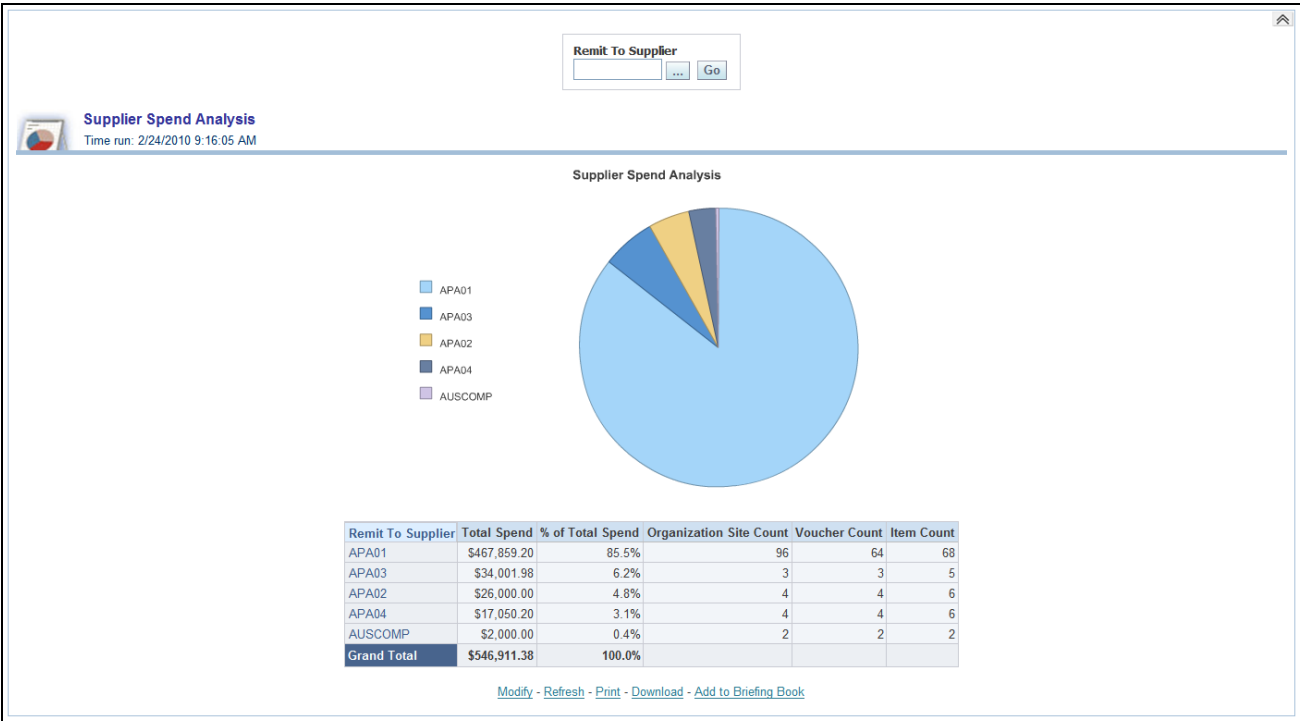 Remit To Supplier
... Go
Supplier Spend Analysis
Time run: 2/24/2010 9:16:05 AM
Supplier Spend Analysis
APA01
APA03
APA02
APA04
AUSCOMP
Remit To Supplier Total Spend % of Total Spend Organization Site Count Voucher Count Item Count
APA01 $467,859.20 85.5% 96 64 68
APA03 $34,001.98 6.2% 3 3 5
APA02 $26,000.00 4.8% 4 4 6
APA04 $17,050.20 3.1% 4 4 6
AUSCOMP $2,000.00 0.4% 2 2 2
Grand Total $546,911.38 100.0%
Modify - Refresh - Print - Download - Add to Briefing Book